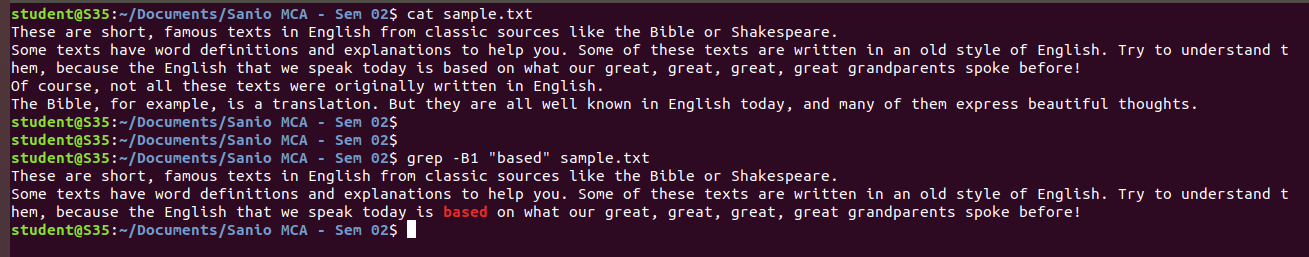 student@S35:~/Documents/Sanio MCA - Sem 02$ cat sample.txt
These are short, famous texts in English from classic sources like the Bible or Shakespeare.
Some texts have word definitions and explanations to help you. Some of these texts are written in an old style of English. Try to understand t
hem, because the English that we speak today is based on what our great, great, great, great grandparents spoke before!
Of course, not all these texts were originally written in English.
The Bible, for example, is a translation. But they are all well known in English today, and many of them express beautiful thoughts.
student@S35:~/Documents/Sanio MCA - Sem 02$
student@S35:~/Documents/Sanio MCA - Sem 02$
student@S35:~/Documents/Sanio MCA - Sem 02$ grep -B1 "based" sample.txt
These are short, famous texts in English from classic sources like the Bible or Shakespeare.
Some texts have word definitions and explanations to help you. Some of these texts are written in an old style of English. Try to understand t
hem, because the English that we speak today is based on what our great, great, great, great grandparents spoke before!
student@S35:~/Documents/Sanio MCA - Sem 02$